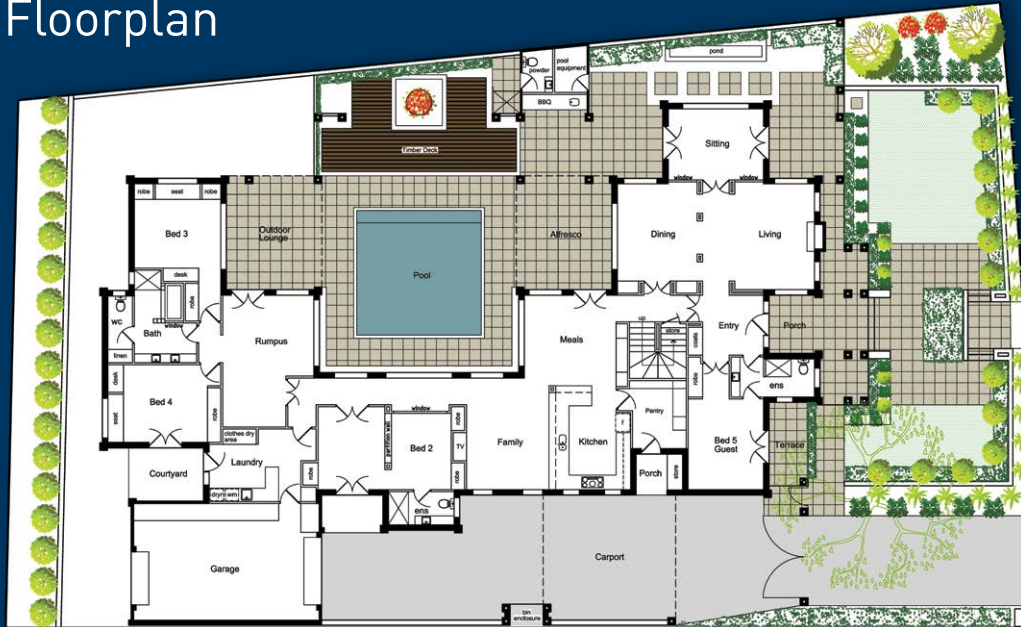 Floorplan
pond
powder
pool
equipment
BBQ
Timber Deck
Sitting
window
window
robe
seat
robe
Bed 3
Outdoor
Lounge
Alfresco
Dining
Living
Pool
desk
robe
WC
Bath
window
linen
Rumpus
Meals
up
store
Entry
Porch
coats
robe
ens
desk
seat
Bed 4
robe
clothes dry
area
Laundry
robe
window
partition wall
Bed 2
robe
TV
robe
Family
Kitchen
f
Pantry
Bed 5
Guest
Terrace
Porch
store
Courtyard
ens
Garage
Carport
bin
enclosure